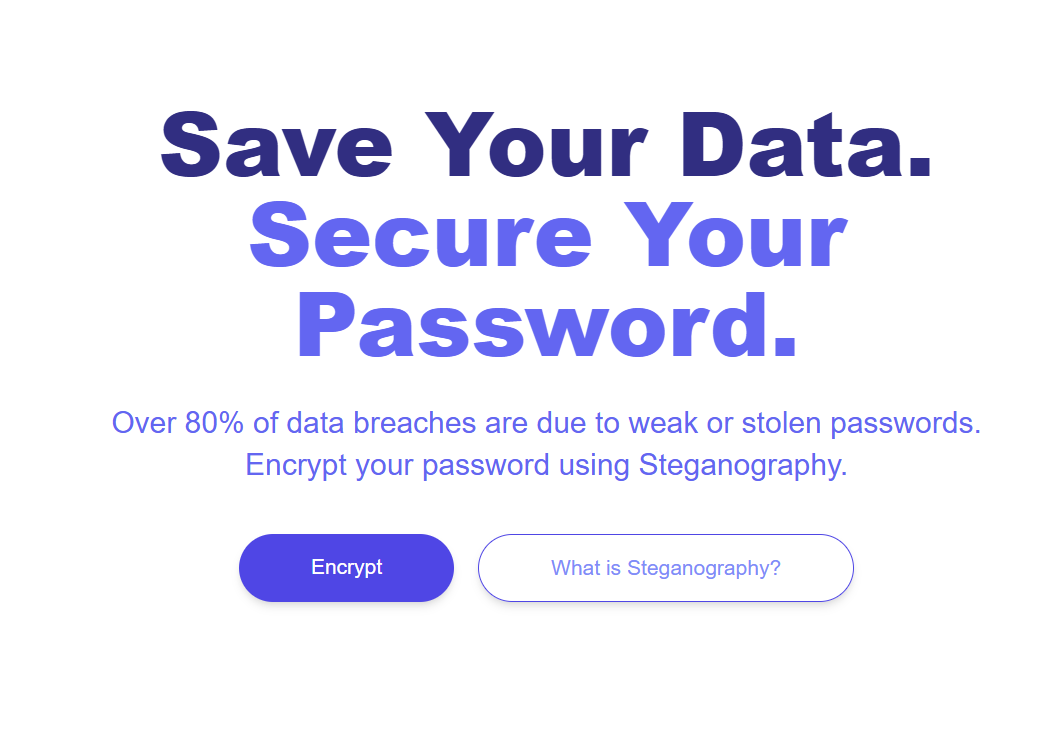 Save Your Data.
Secure Your
Password.
Over 80% of data breaches are due to weak or stolen passwords.
Encrypt your password using Steganography.
Encrypt
What is Steganography?